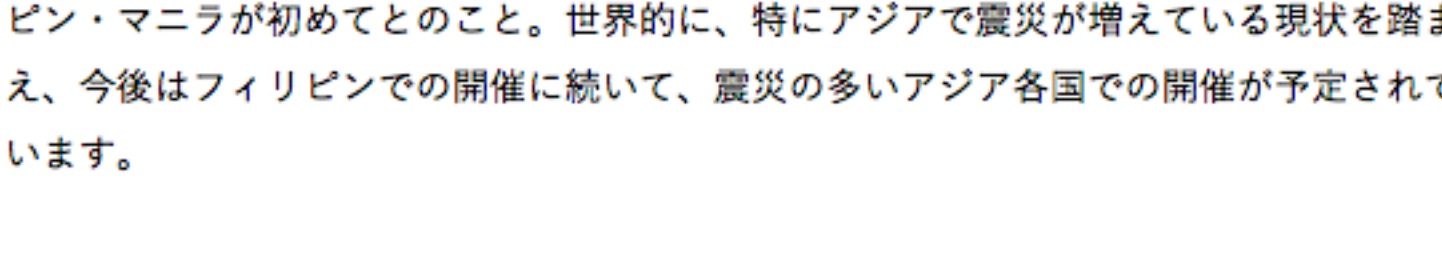 ピン・マニラが初めてとのこと。世界的に、特にアジアで震災が増えている現状を踏ま
え、今後はフィリピンでの開催に続いて、震災の多いアジア各国での開催が予定されて
います。